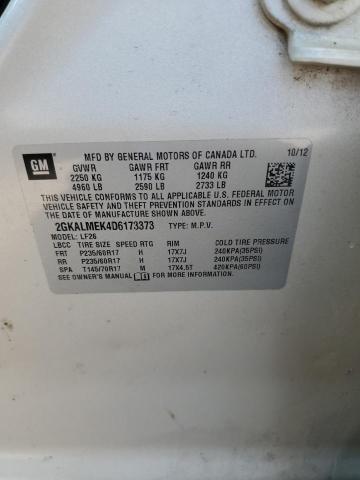 GM
MFD BY GENERAL MOTORS OF CANADA LTD. 10/12
GVWR GAWR FRT GAWR RR
2250 KG 1175 KG 1240 KG
4960 LB 2590 LB 2733 LB
THIS VEHICLE CONFORMS TO ALL APPLICABLE U.S. FEDERAL MOTOR
VEHICLE SAFETY AND THEFT PREVENTION STANDARDS IN EFFECT
ON THE DATE OF MANUFACTURE SHOWN ABOVE.
2GKALMEK4D6173373 TYPE: M.P.V.
MODEL: LF26
LBCC TIRE SIZE SPEED RIM COLD TIRE PRESSURE
FRT P235/60R17 H 17X7J 240KPA(35PSI)
RR P235/60R17 H 17X7J 240KPA(35PSI)
SPA T145/70R17 M 17X4.5T 420KPA(60PSI)
SEE OWNER'S MANUAL FOR MORE INFORMATION.